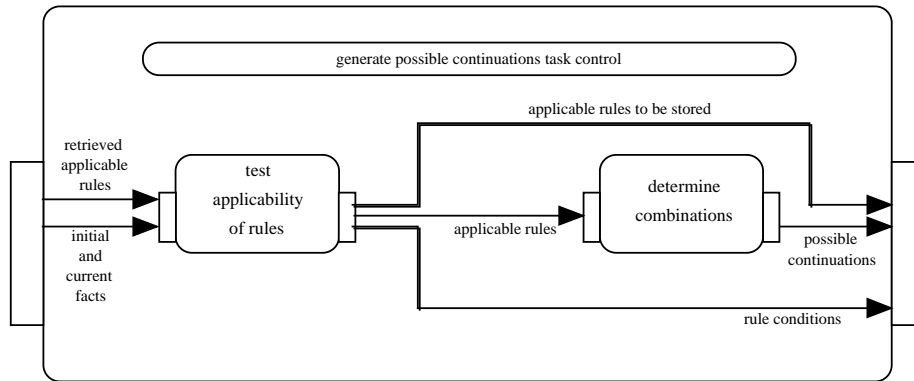 generate possible continuations task control
applicable rules to be stored
retrieved
applicable
rules
test
applicability
of rules
determine
combinations
initial
and
current
facts
applicable rules
possible
continuations
rule conditions